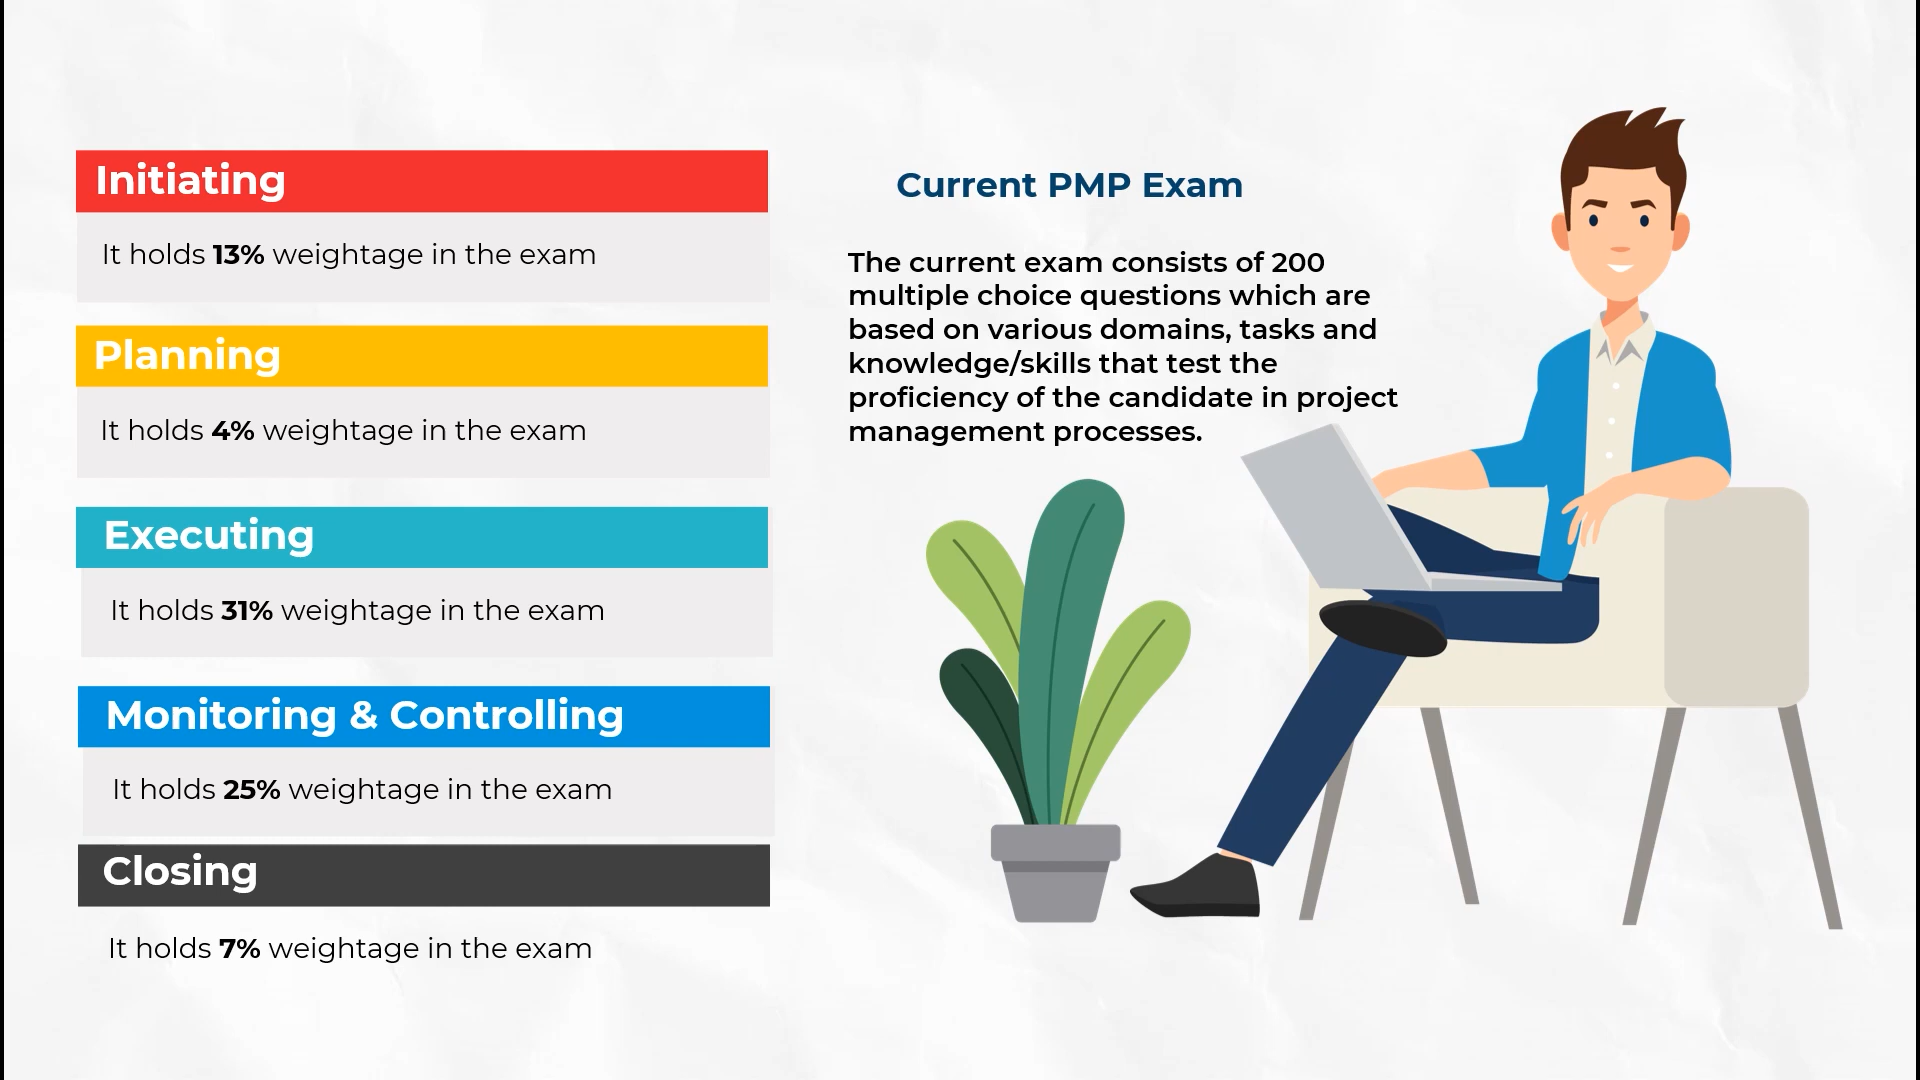 Initiating
It holds 13% weightage in the exam
Planning
It holds 4% weightage in the exam
Executing
It holds 31% weightage in the exam
Monitoring & Controlling
It holds 25% weightage in the exam
Closing
It holds 7% weightage in the exam
Current PMP Exam
The current exam consists of 200
multiple choice questions which are
based on various domains, tasks and
knowledge/skills that test the
proficiency of the candidate in project
management processes.